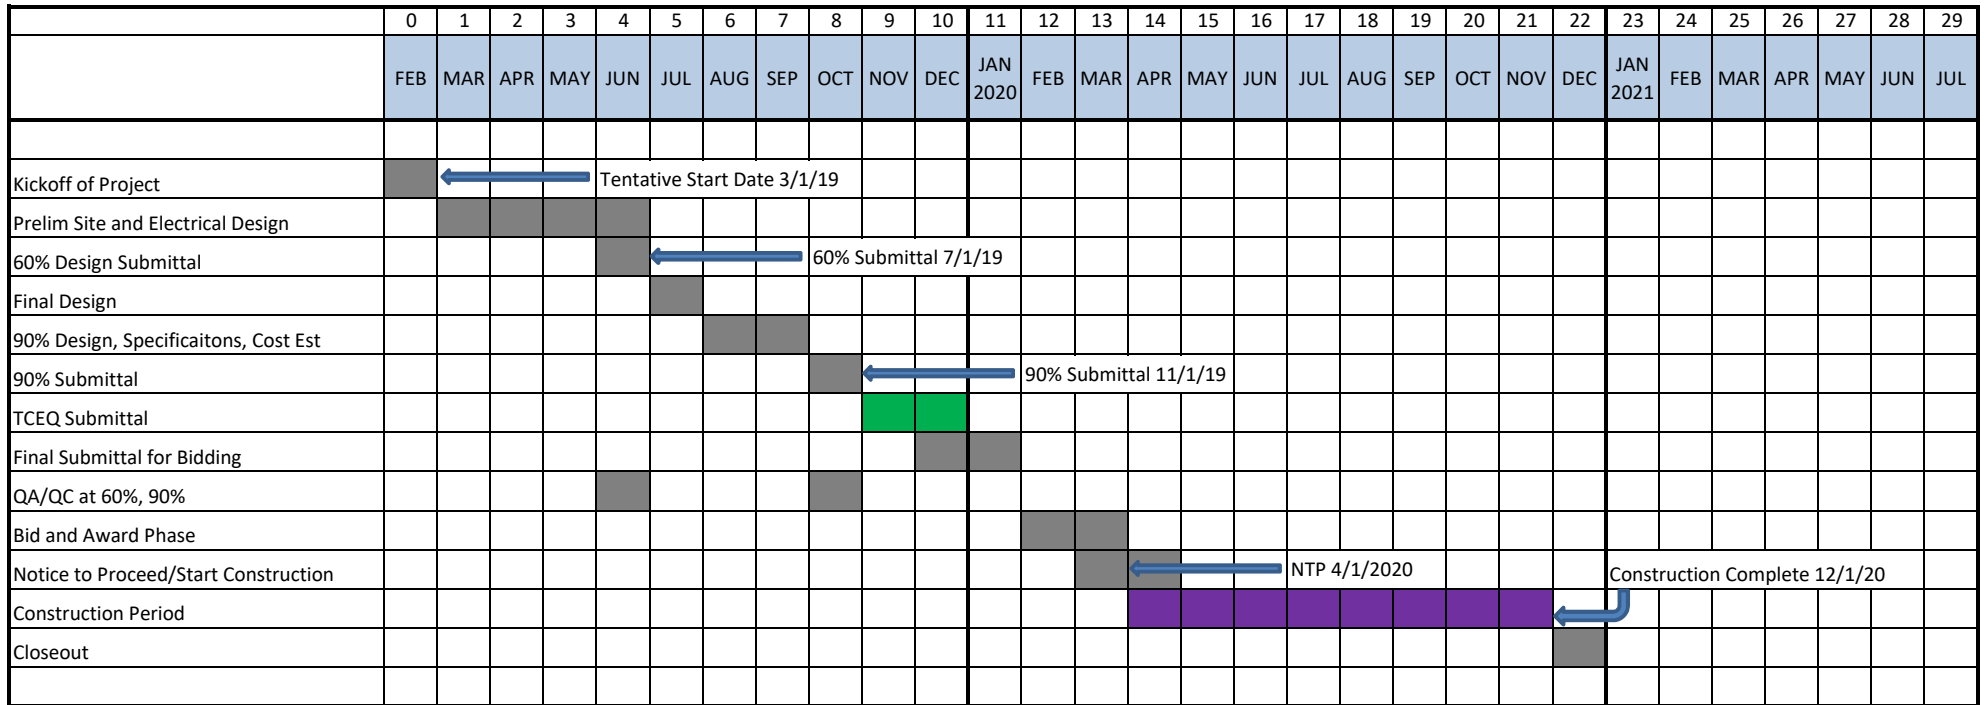 0 1 2 3 4 5 6 7 8 9 10 11 12 13 14 15 16 17 18 19 20 21 22 23 24 25 26 27 28 29
FEB MAR APR MAY JUN JUL AUG SEP OCT NOV DEC JAN 2020 FEB MAR APR MAY JUN JUL AUG SEP OCT NOV DEC JAN 2021 FEB MAR APR MAY JUN JUL
Kickoff of Project Tentative Start Date 3/1/19
Prelim Site and Electrical Design
60% Design Submittal 60% Submittal 7/1/19
Final Design
90% Design, Specificaitons, Cost Est
90% Submittal 90% Submittal 11/1/19
TCEQ Submittal
Final Submittal for Bidding
QA/QC at 60%, 90%
Bid and Award Phase
Notice to Proceed/Start Construction NTP 4/1/2020 Construction Complete 12/1/20
Construction Period
Closeout